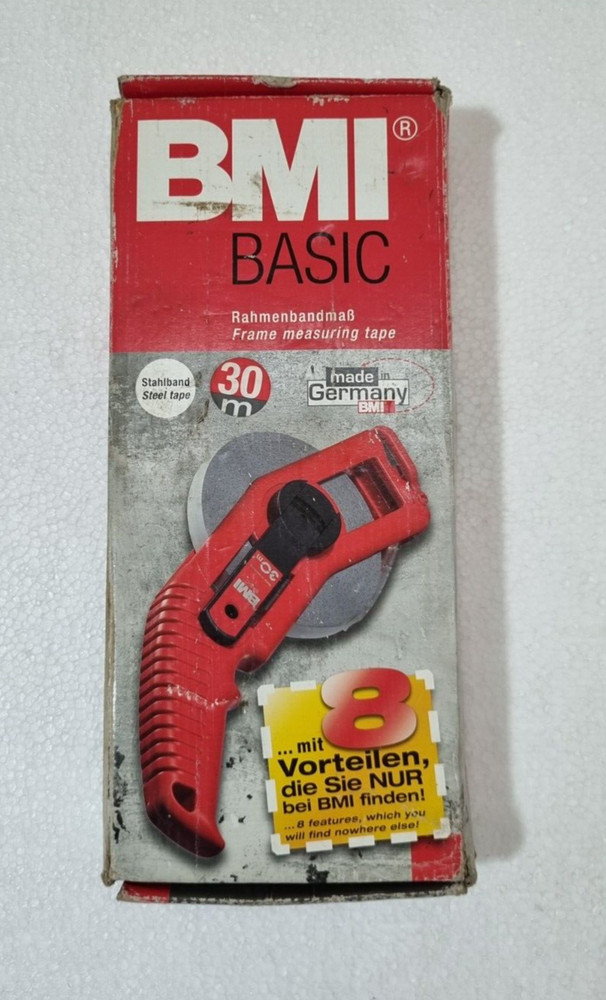 BMI®
BASIC
Rahmenbandmaß
Frame measuring tape
Stahlband
Steel tape
30
m
made in
Germany
BMI
30m
BMI
... mit 8
Vorteilen,
die Sie NUR
bei BMI finden!
...8 features, which you
will find nowhere else!